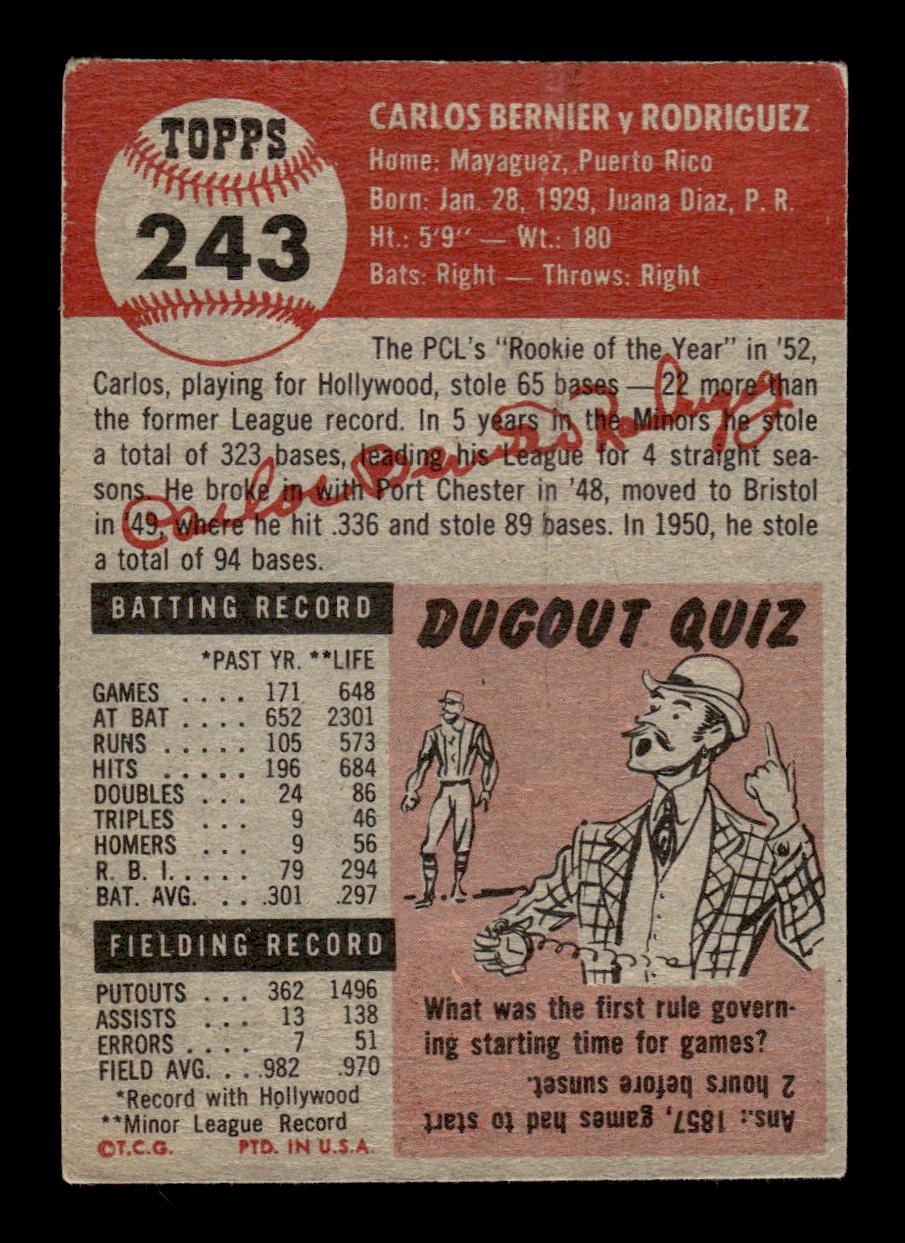 TOPPS
243
CARLOS BERNIER y RODRIGUEZ
Home: Mayaguez, Puerto Rico
Born: Jan. 28, 1929, Juana Diaz, P. R.
Ht.: 5'9" — Wt.: 180
Bats: Right — Throws: Right
The PCL's "Rookie of the Year" in '52,
Carlos, playing for Hollywood, stole 65 bases — 22 more than
the former League record. In 5 years in the Minors he stole
a total of 323 bases, leading his League for 4 straight sea-
sons. He broke in with Port Chester in '48, moved to Bristol
in '49, where he hit .336 and stole 89 bases. In 1950, he stole
a total of 94 bases.
Carlos Bernier Rodriguez
BATTING RECORD
*PAST YR. **LIFE
GAMES .... 171 648
AT BAT .... 652 2301
RUNS ..... 105 573
HITS ..... 196 684
DOUBLES ... 24 86
TRIPLES ... 9 46
HOMERS ... 9 56
R. B. I. .... 79 294
BAT. AVG. ... .301 .297
FIELDING RECORD
PUTOUTS ... 362 1496
ASSISTS ... 13 138
ERRORS .... 7 51
FIELD AVG. ... .982 .970
*Record with Hollywood
**Minor League Record
©T.C.G. PTD. IN U.S.A.
DUGOUT QUIZ
What was the first rule govern-
ing starting time for games?
Ans.: 1857, games had to start
2 hours before sunset.